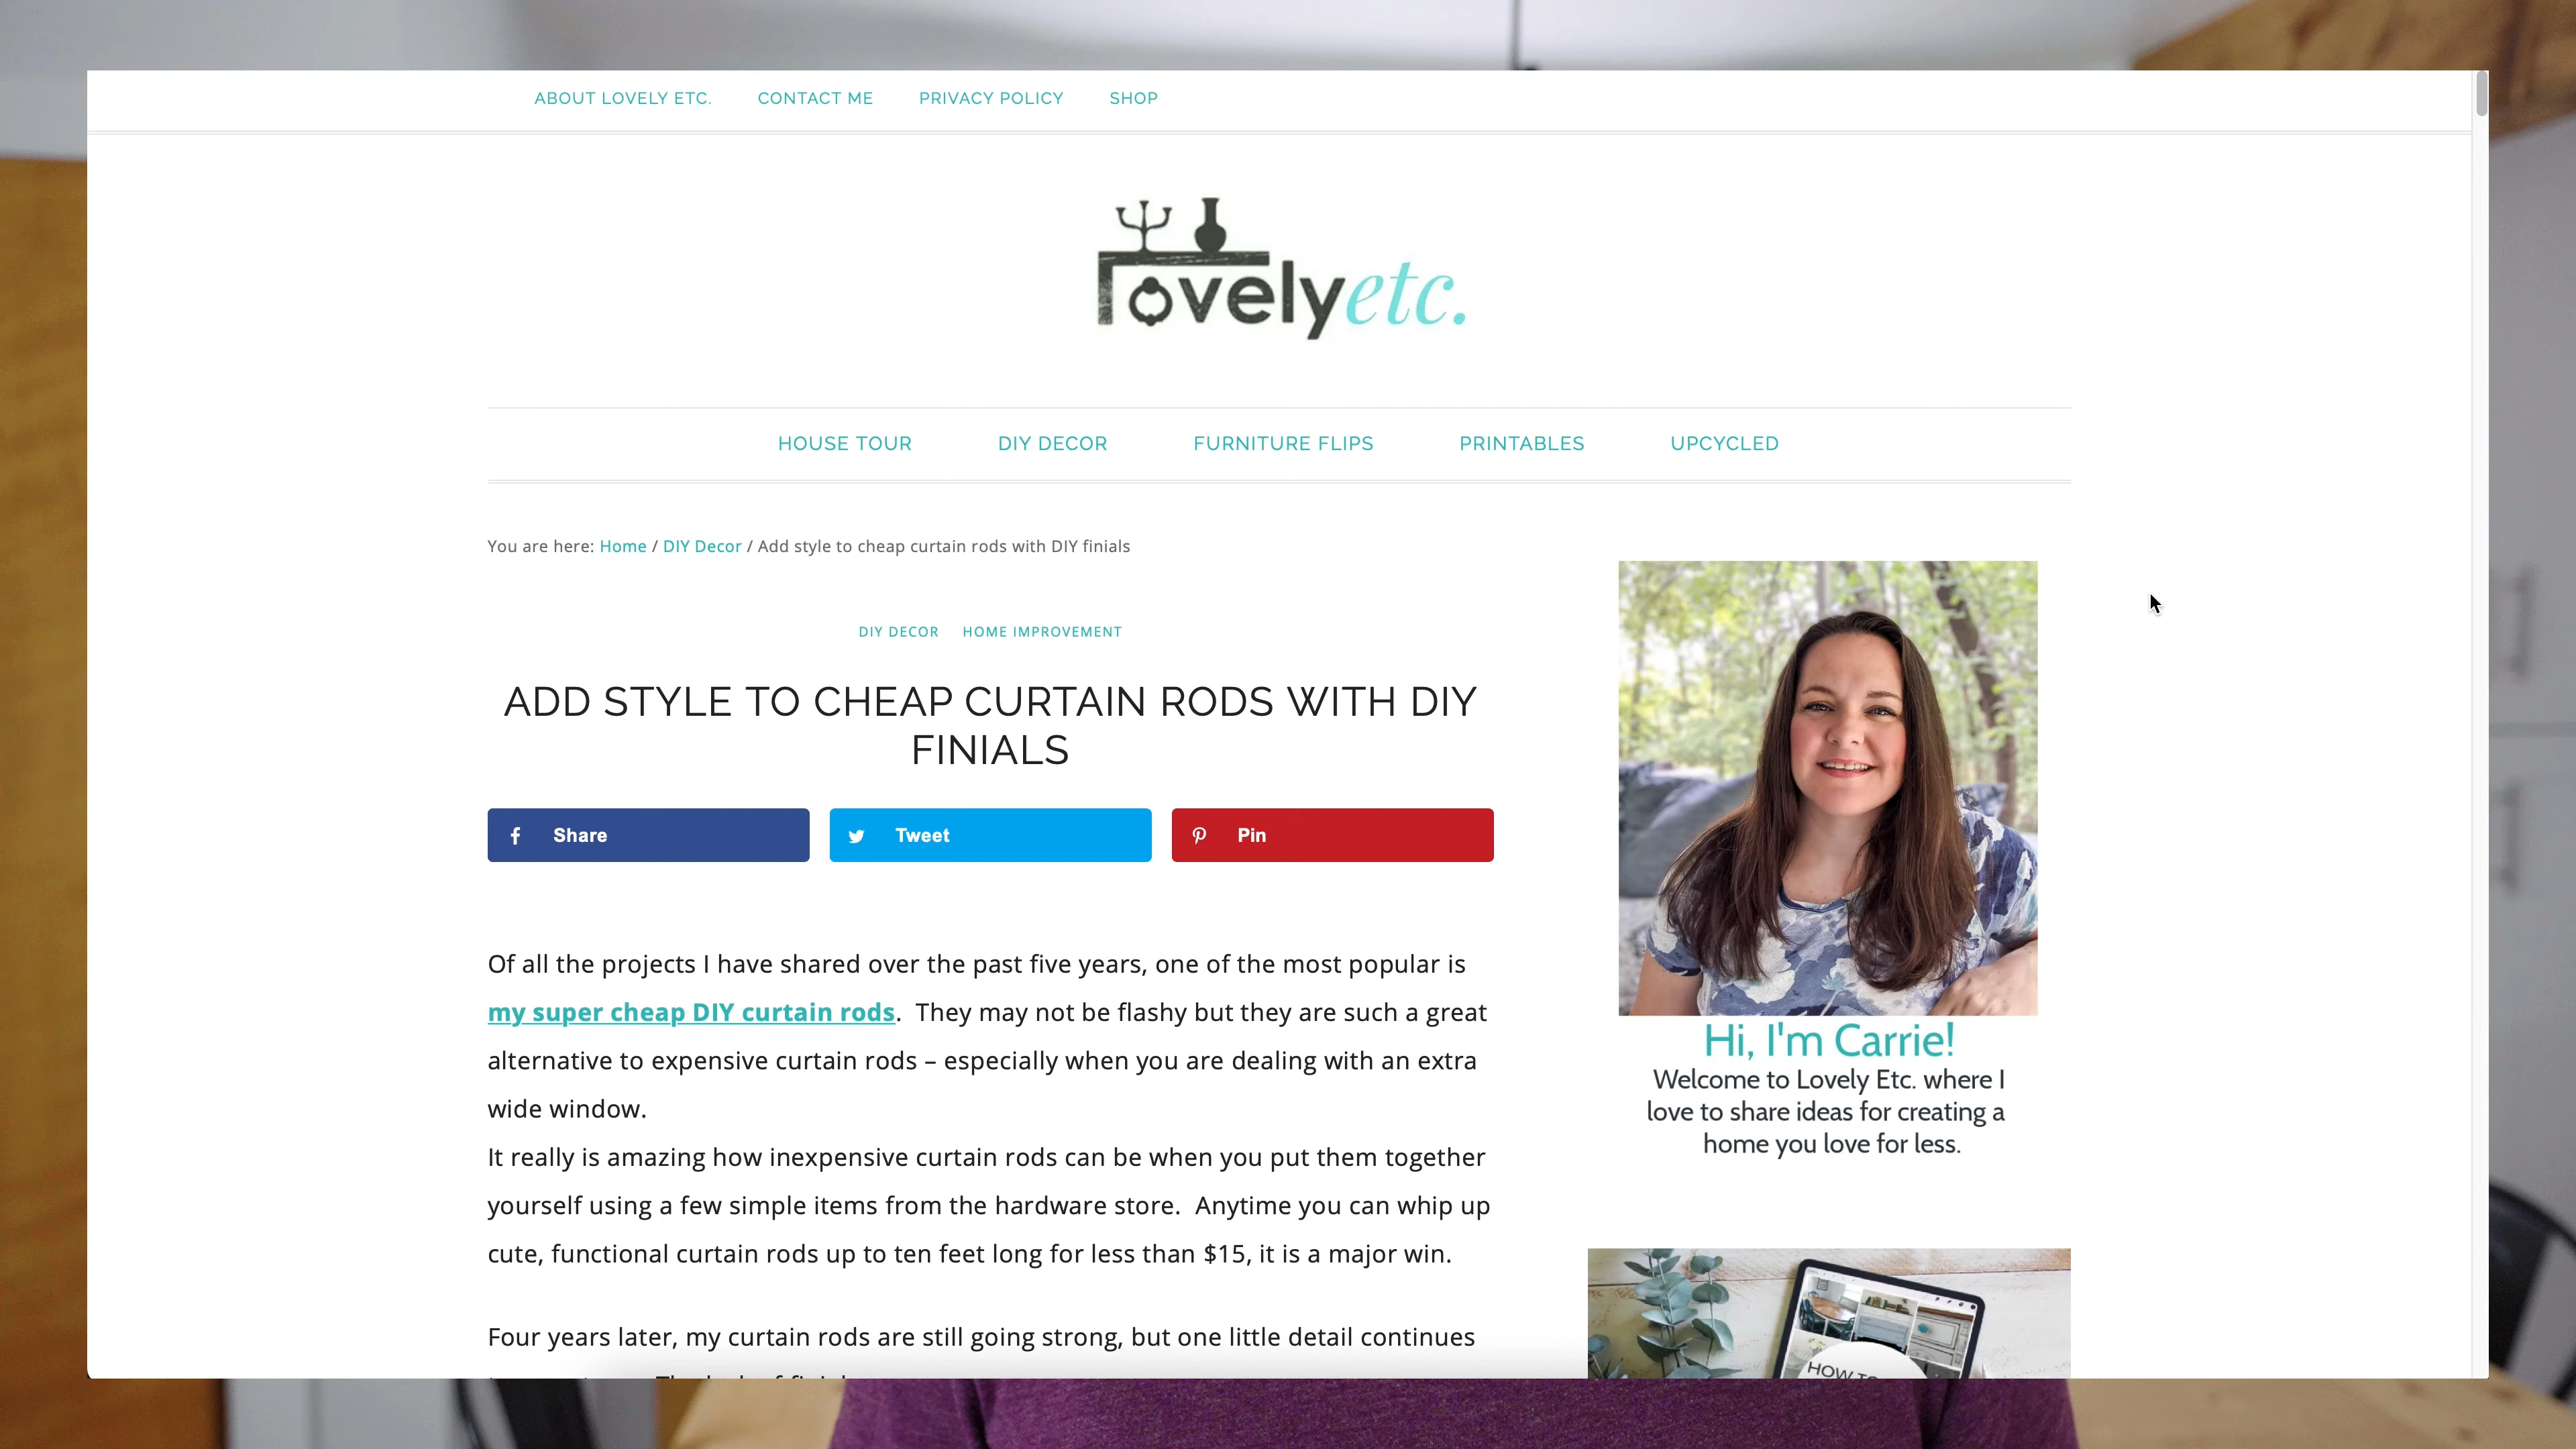 ABOUT LOVELY ETC. CONTACT ME PRIVACY POLICY SHOP
lovely etc.
HOUSE TOUR DIY DECOR FURNITURE FLIPS PRINTABLES UPCYCLED
You are here: Home / DIY Decor / Add style to cheap curtain rods with DIY finials
DIY DECOR HOME IMPROVEMENT
ADD STYLE TO CHEAP CURTAIN RODS WITH DIY
FINIALS
Share Tweet Pin
Of all the projects I have shared over the past five years, one of the most popular is
my super cheap DIY curtain rods.  They may not be flashy but they are such a great
alternative to expensive curtain rods – especially when you are dealing with an extra
wide window.
It really is amazing how inexpensive curtain rods can be when you put them together
yourself using a few simple items from the hardware store.  Anytime you can whip up
cute, functional curtain rods up to ten feet long for less than $15, it is a major win.
Four years later, my curtain rods are still going strong, but one little detail continues
Hi, I'm Carrie!
Welcome to Lovely Etc. where I
love to share ideas for creating a
home you love for less.
HOW TO